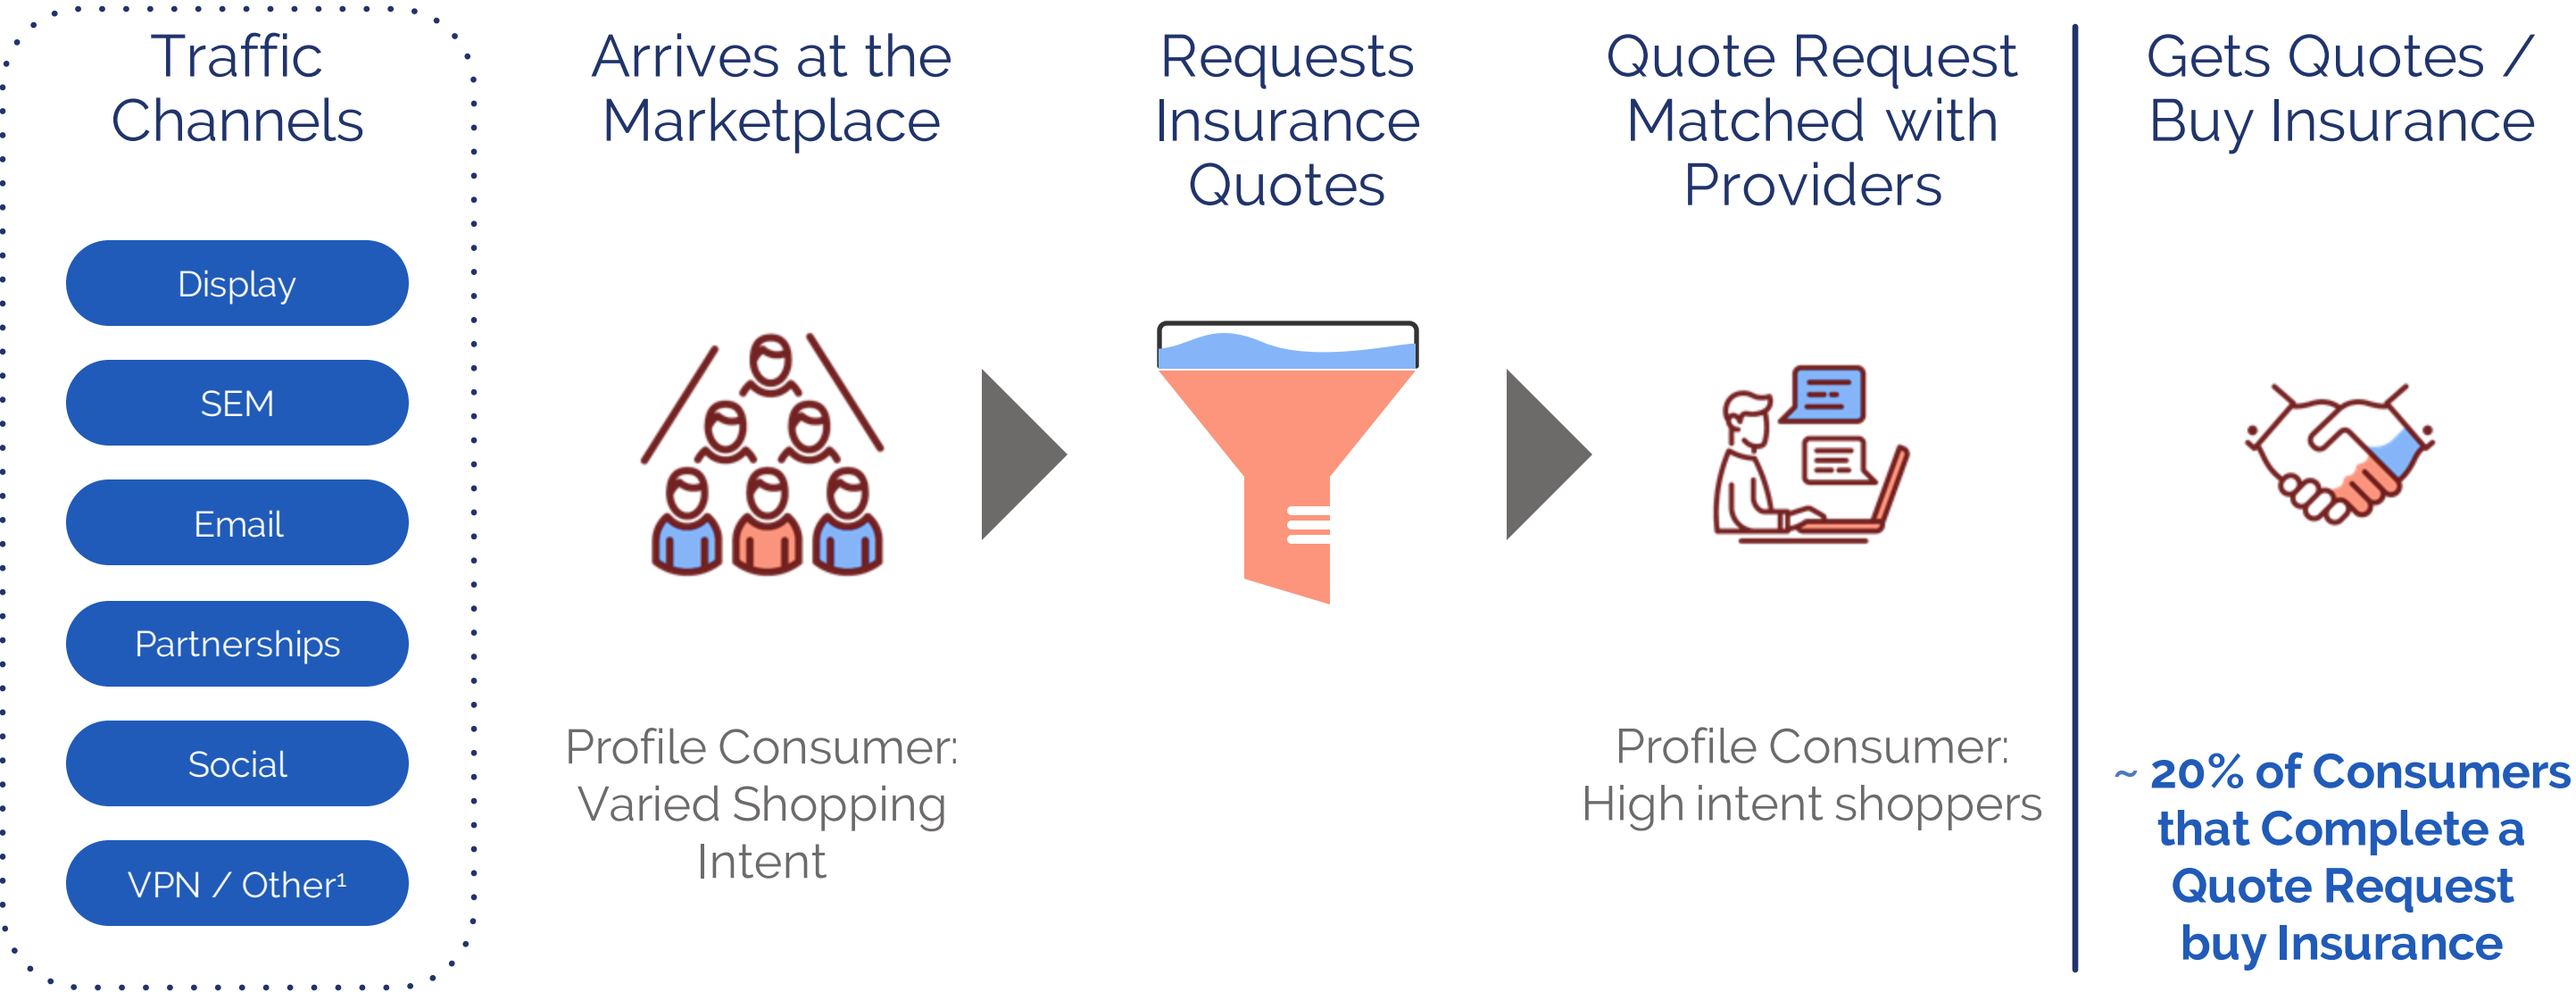 Traffic
Channels
Display
SEM
Email
Partnerships
Social
VPN / Other¹
Arrives at the
Marketplace
Profile Consumer:
Varied Shopping
Intent
Requests
Insurance
Quotes
Quote Request
Matched with
Providers
Profile Consumer:
High intent shoppers
Gets Quotes /
Buy Insurance
~ 20% of Consumers
that Complete a
Quote Request
buy Insurance